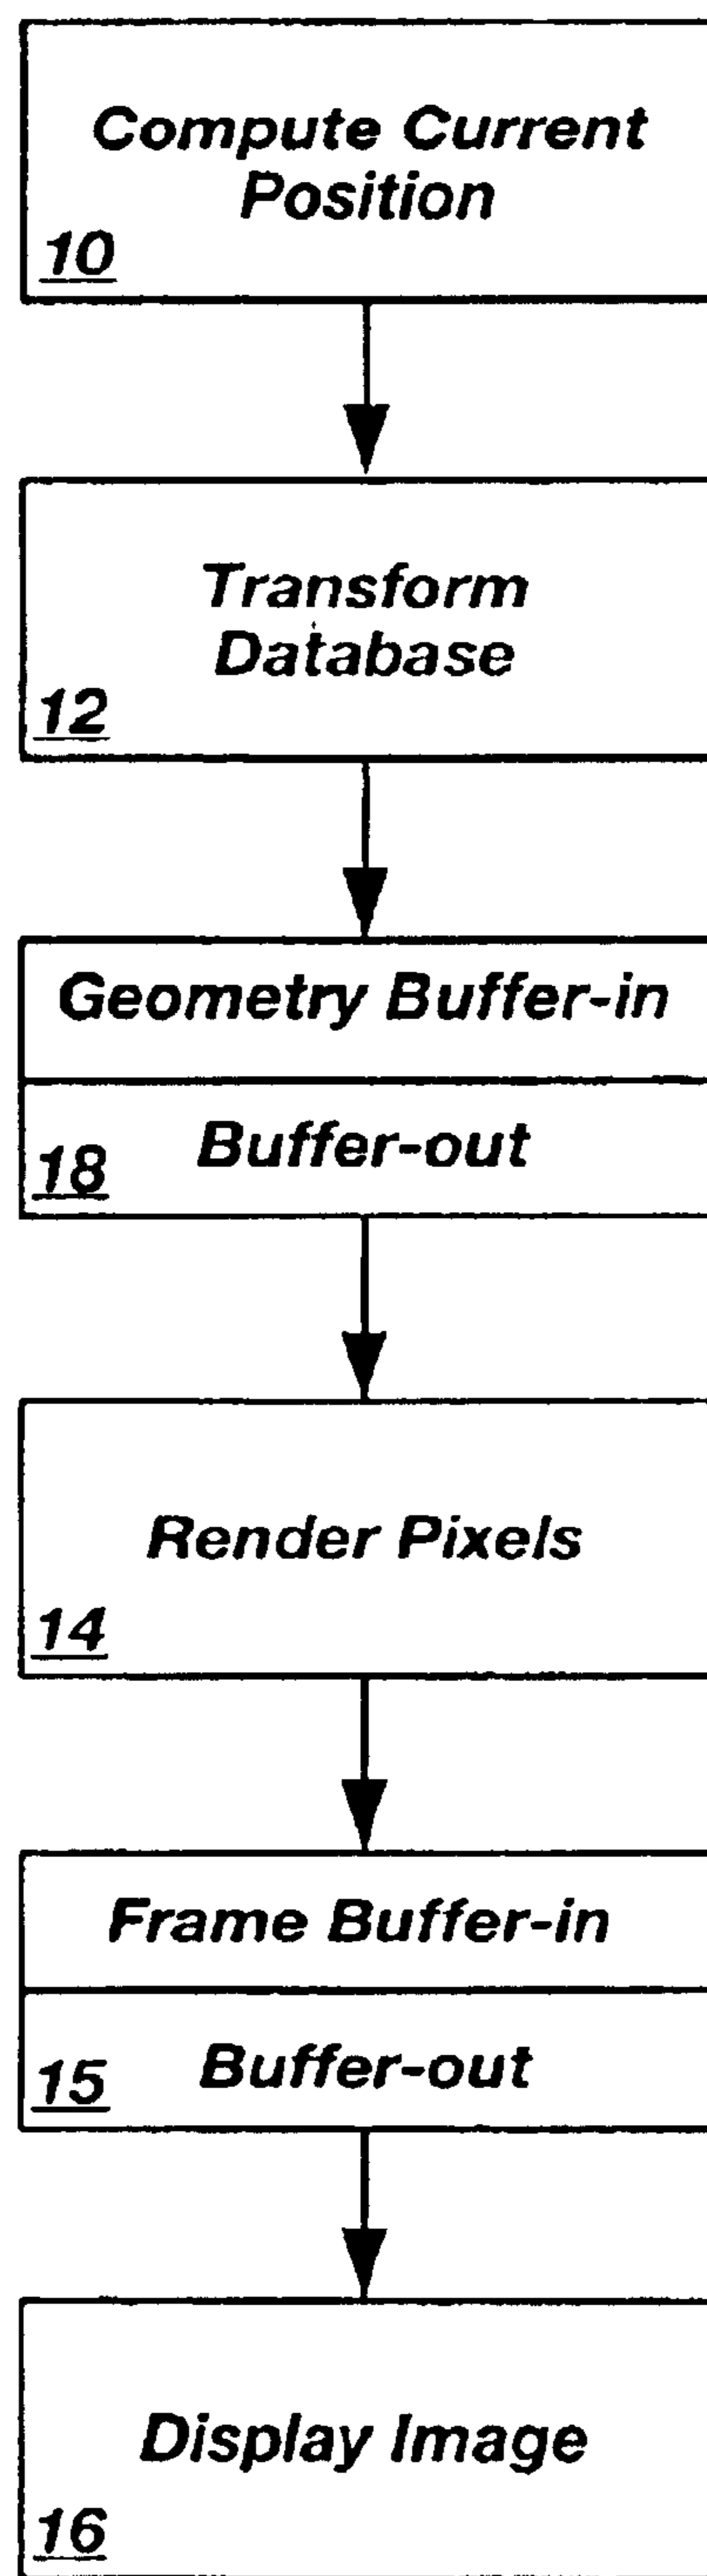 Compute Current
Position
10
Transform
Database
12
Geometry Buffer-in
Buffer-out
18
Render Pixels
14
Frame Buffer-in
Buffer-out
15
Display Image
16